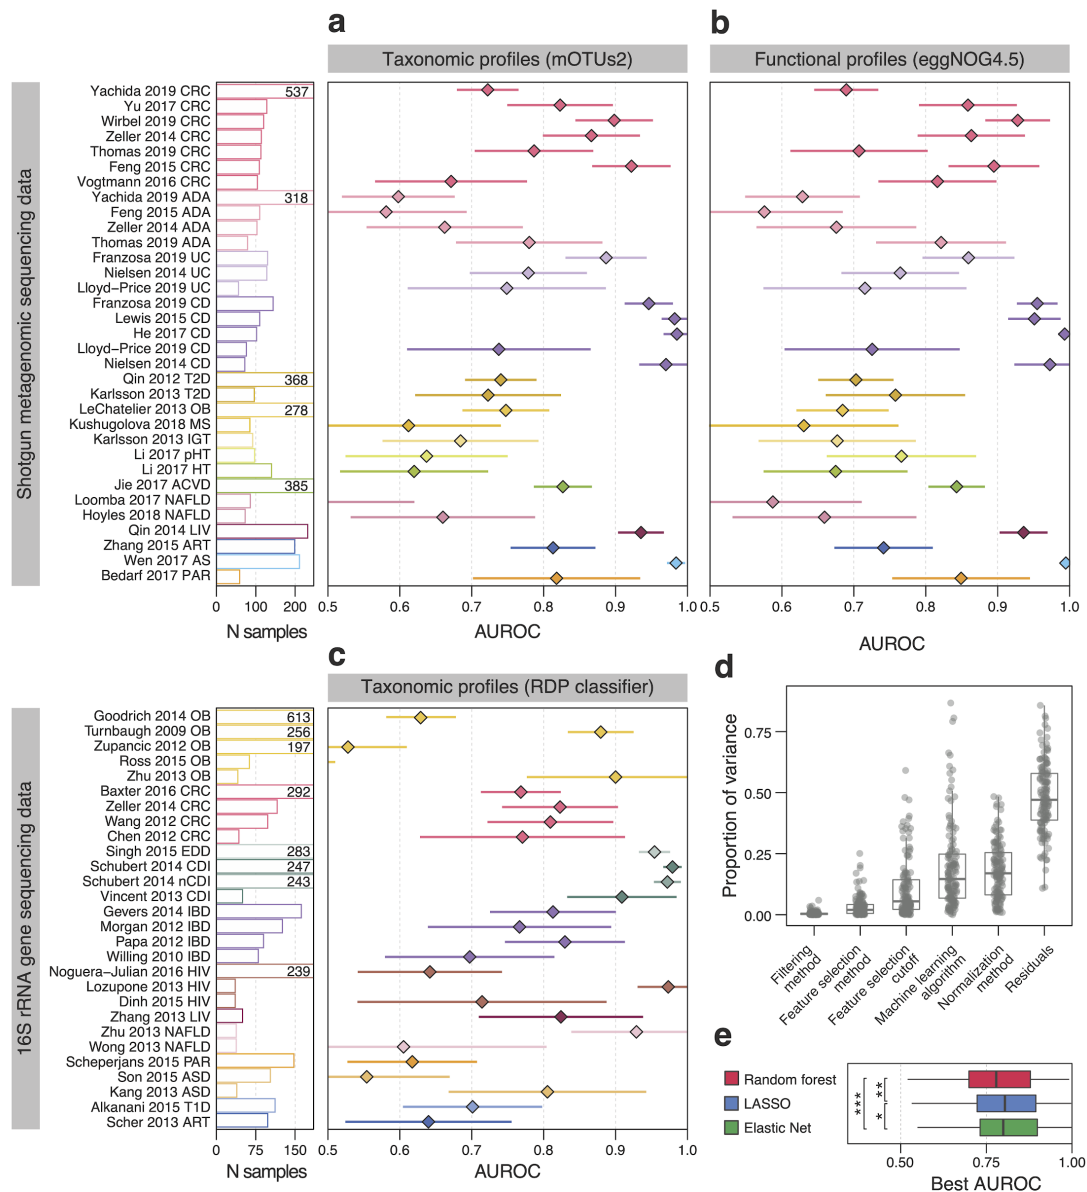 a
b
Taxonomic profiles (mOTUs2)
Functional profiles (eggNOG4.5)
Shotgun metagenomic sequencing data
Yachida 2019 CRC 537
Yu 2017 CRC
Wirbel 2019 CRC
Zeller 2014 CRC
Thomas 2019 CRC
Feng 2015 CRC
Vogtmann 2016 CRC
Yachida 2019 ADA 318
Feng 2015 ADA
Zeller 2014 ADA
Thomas 2019 ADA
Franzosa 2019 UC
Nielsen 2014 UC
Lloyd−Price 2019 UC
Franzosa 2019 CD
Lewis 2015 CD
He 2017 CD
Lloyd−Price 2019 CD
Nielsen 2014 CD
Qin 2012 T2D 368
Karlsson 2013 T2D
LeChatelier 2013 OB 278
Kushugolova 2018 MS
Karlsson 2013 IGT
Li 2017 pHT
Li 2017 HT
Jie 2017 ACVD 385
Loomba 2017 NAFLD
Hoyles 2018 NAFLD
Qin 2014 LIV
Zhang 2015 ART
Wen 2017 AS
Bedarf 2017 PAR
0 100 200
0.5 0.6 0.7 0.8 0.9 1.0
0.5 0.6 0.7 0.8 0.9 1.0
N samples
AUROC
AUROC
c
Taxonomic profiles (RDP classifier)
16S rRNA gene sequencing data
Goodrich 2014 OB 613
Turnbaugh 2009 OB 256
Zupancic 2012 OB 197
Ross 2015 OB
Zhu 2013 OB
Baxter 2016 CRC 292
Zeller 2014 CRC
Wang 2012 CRC
Chen 2012 CRC
Singh 2015 EDD 283
Schubert 2014 CDI 247
Schubert 2014 nCDI 243
Vincent 2013 CDI
Gevers 2014 IBD
Morgan 2012 IBD
Papa 2012 IBD
Willing 2010 IBD
Noguera−Julian 2016 HIV 239
Lozupone 2013 HIV
Dinh 2015 HIV
Zhang 2013 LIV
Zhu 2013 NAFLD
Wong 2013 NAFLD
Scheperjans 2015 PAR
Son 2015 ASD
Kang 2013 ASD
Alkanani 2015 T1D
Scher 2013 ART
0 75 150
0.5 0.6 0.7 0.8 0.9 1.0
N samples
AUROC
d
Proportion of variance
0.75
0.50
0.25
0.00
Filtering
method
Feature selection
method
Feature selection
cutoff
Machine learning
algorithm
Normalization
method
Residuals
e
Random forest
LASSO
Elastic Net
***
**
*
0.50 0.75 1.00
Best AUROC